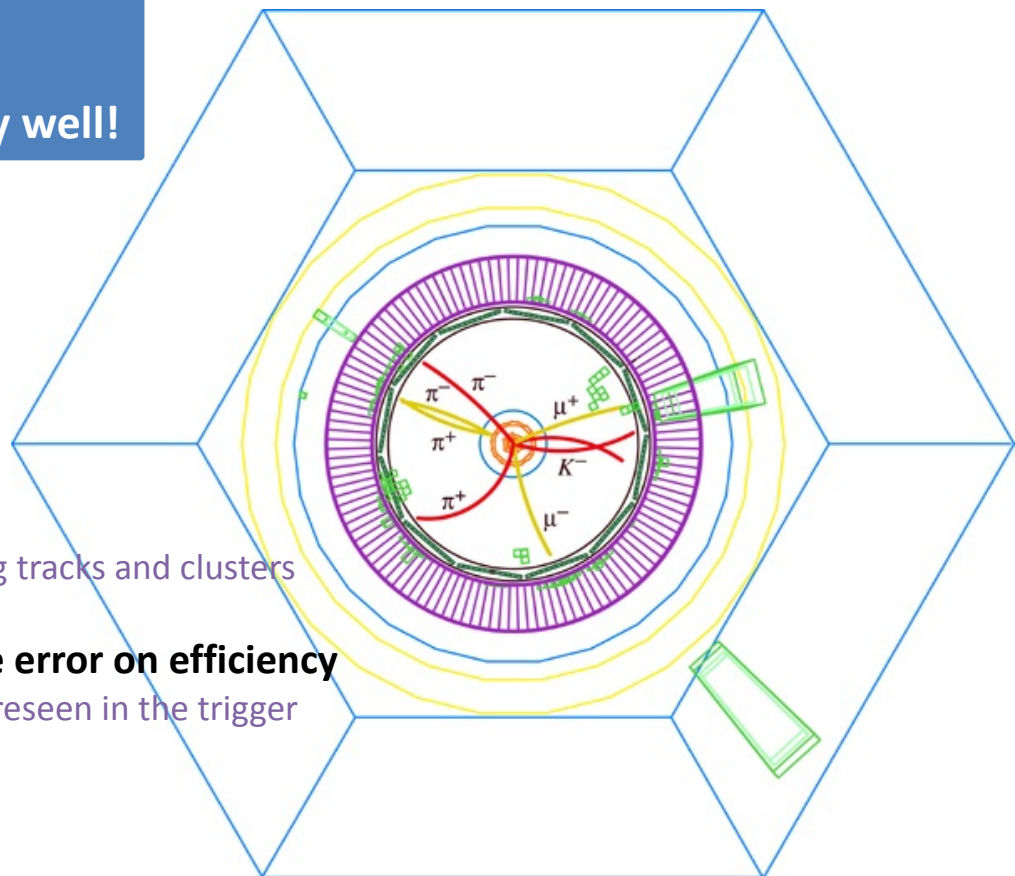 y well!
π⁻
π⁻
μ⁺
π⁺
K⁻
π⁺
μ⁻
g tracks and clusters
e error on efficiency
reseen in the trigger